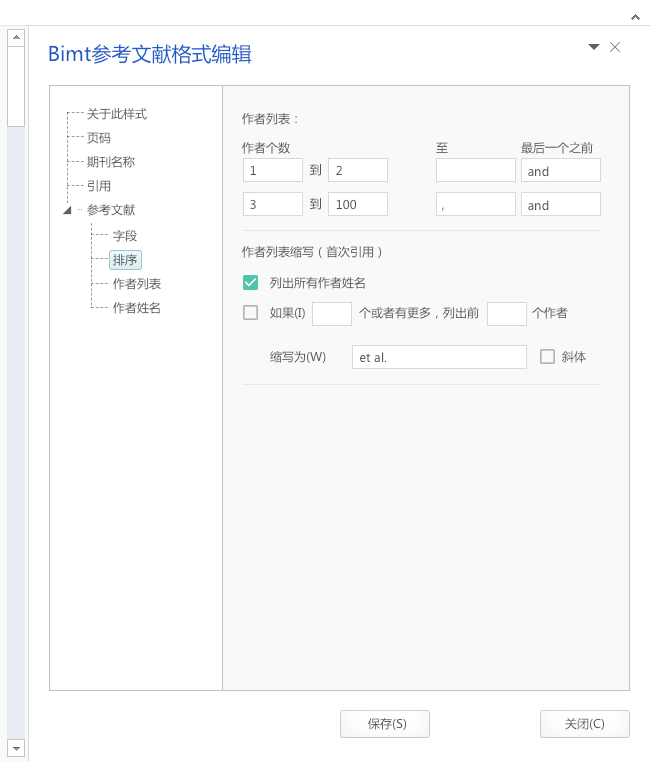 Bimt参考文献格式编辑
关于此样式
页码
期刊名称
引用
参考文献
字段
排序
作者列表
作者姓名
作者列表：
作者个数 至 最后一个之前
1 到 2 and
3 到 100 , and
作者列表缩写（首次引用）
列出所有作者姓名
如果(I) 个或者有更多，列出前 个作者
缩写为(W) et al. 斜体
保存(S) 关闭(C)